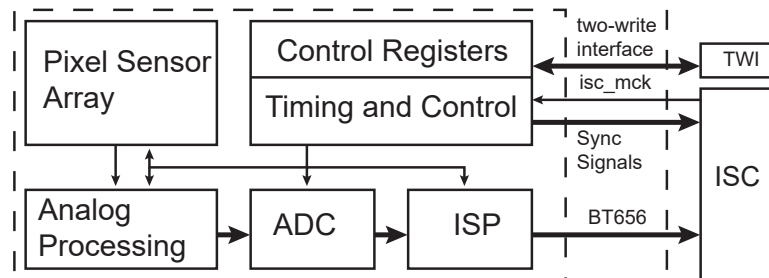 Pixel Sensor
Array
Control Registers
Timing and Control
two-write
interface
TWI
isc_mck
Sync
Signals
ISC
Analog
Processing
ADC
ISP
BT656